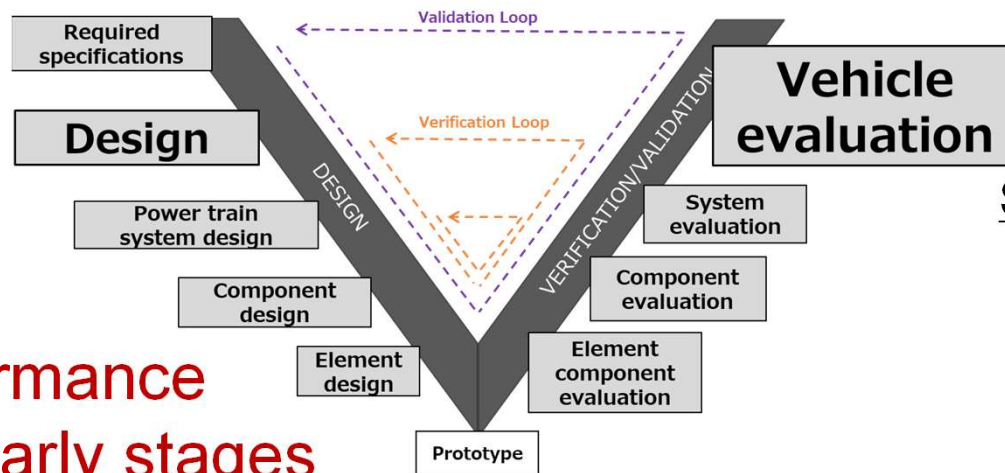 Validation Loop
Required
specifications
Vehicle
evaluation
Design
Verification Loop
DESIGN
VERIFICATION/VALIDATION
Power train
system design
System
evaluation
Component
design
Component
evaluation
Element
design
Element
component
evaluation
arly stages
Prototype